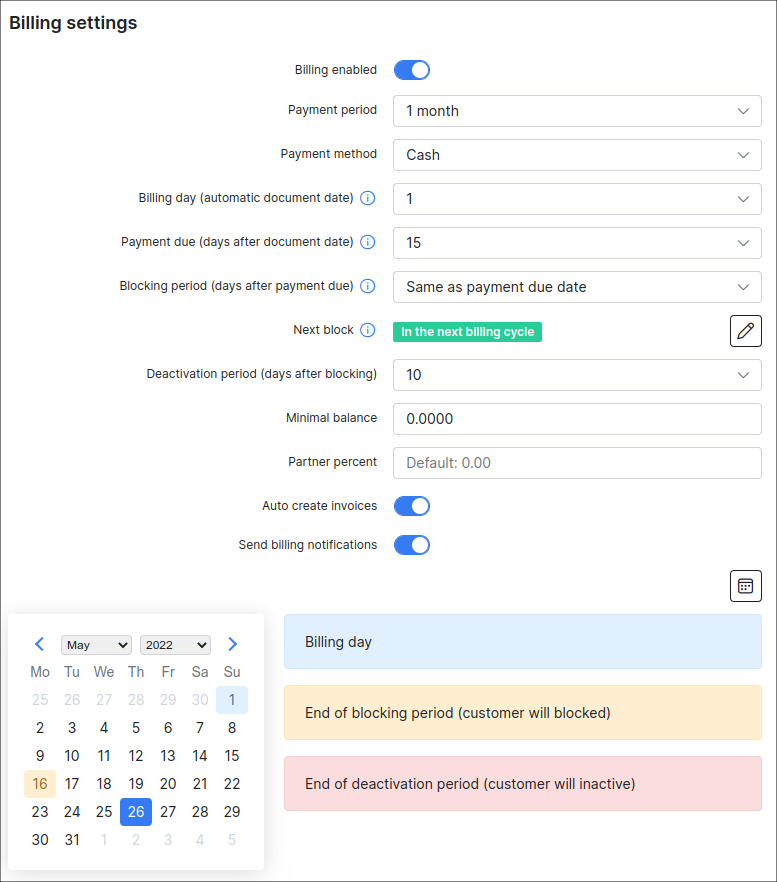 Billing settings
Billing enabled
Payment period 1 month
Payment method Cash
Billing day (automatic document date) 1
Payment due (days after document date) 15
Blocking period (days after payment due) Same as payment due date
Next block In the next billing cycle
Deactivation period (days after blocking) 10
Minimal balance 0.0000
Partner percent Default: 0.00
Auto create invoices
Send billing notifications
May 2022
Mo Tu We Th Fr Sa Su
25 26 27 28 29 30 1
2 3 4 5 6 7 8
9 10 11 12 13 14 15
16 17 18 19 20 21 22
23 24 25 26 27 28 29
30 31 1 2 3 4 5
Billing day
End of blocking period (customer will blocked)
End of deactivation period (customer will inactive)